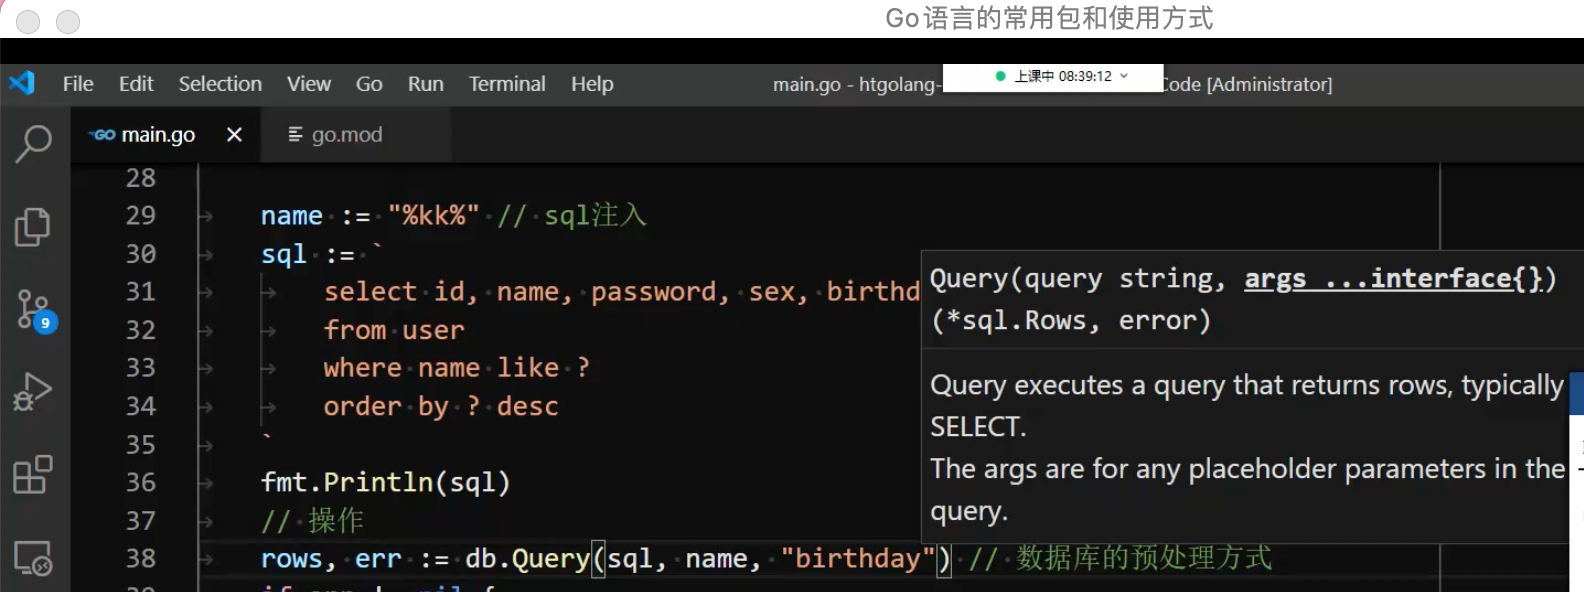 Go语言的常用包和使用方式
File Edit Selection View Go Run Terminal Help main.go - htgolang- 上课中 08:39:12 Code [Administrator]
GO main.go × go.mod
28
29 name := "%kk%" // sql注入
30 sql := `
31 select id, name, password, sex, birthd
32 from user
33 where name like ?
34 order by ? desc
35 `
36 fmt.Println(sql)
37 // 操作
38 rows, err := db.Query(sql, name, "birthday") // 数据库的预处理方式
Query(query string, args ...interface{})
(*sql.Rows, error)
Query executes a query that returns rows, typically
SELECT.
The args are for any placeholder parameters in the
query.
9